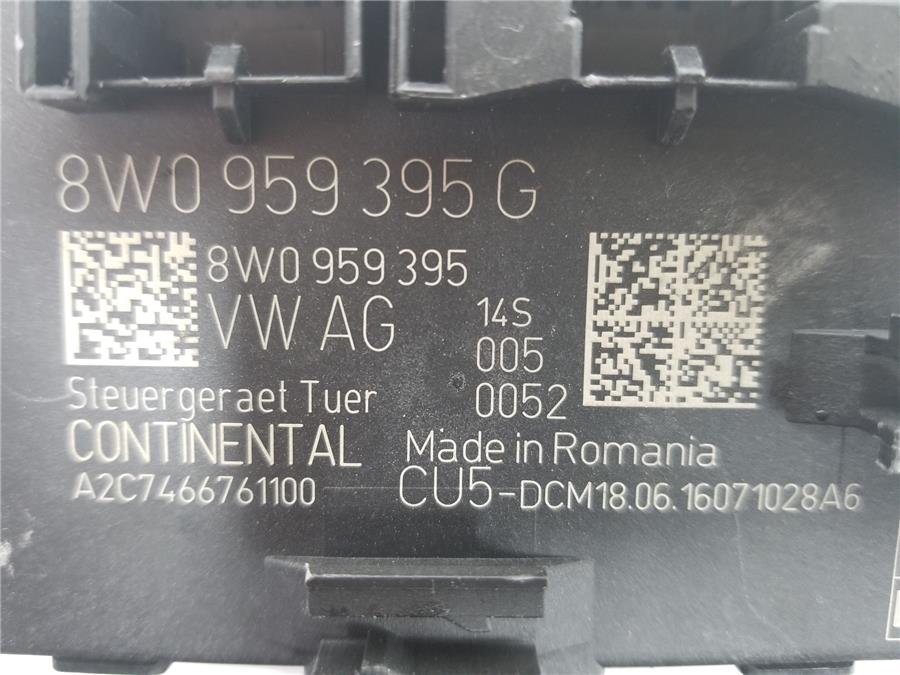 8W0 959 395 G
8W0 959 395
VW AG
14S
005
0052
Steuergeraet Tuer
CONTINENTAL
Made in Romania
A2C7466761100
CU5-DCM18.06.16071028A6